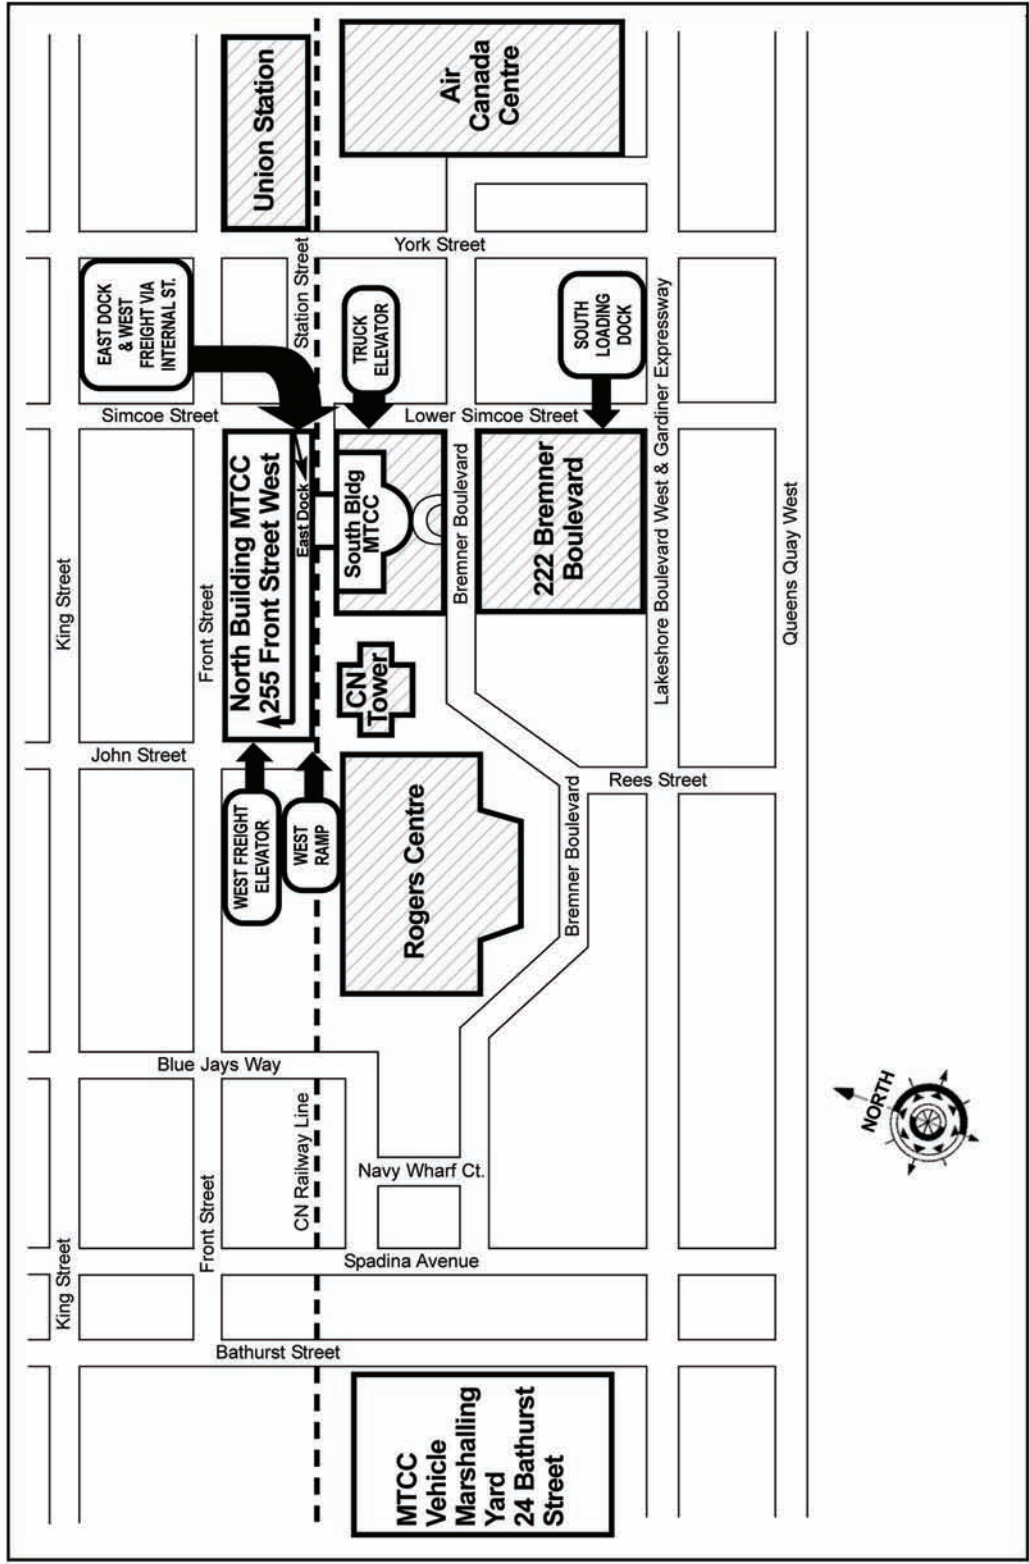 Union Station
Air
Canada
Centre
York Street
Station Street
EAST DOCK
& WEST
FREIGHT VIA
INTERNAL ST.
TRUCK
ELEVATOR
SOUTH
LOADING
DOCK
Simcoe Street
Lower Simcoe Street
Lakeshore Boulevard West & Gardiner Expressway
North Building MTCC
255 Front Street West
East Dock
South Bldg
MTCC
Bremner Boulevard
222 Bremner
Boulevard
Queens Quay West
King Street
Front Street
CN
Tower
John Street
Rees Street
WEST FREIGHT
ELEVATOR
WEST
RAMP
Rogers Centre
Bremner Boulevard
Blue Jays Way
CN Railway Line
Navy Wharf Ct.
NORTH
King Street
Front Street
Spadina Avenue
Bathurst Street
MTCC
Vehicle
Marshalling
Yard
24 Bathurst
Street